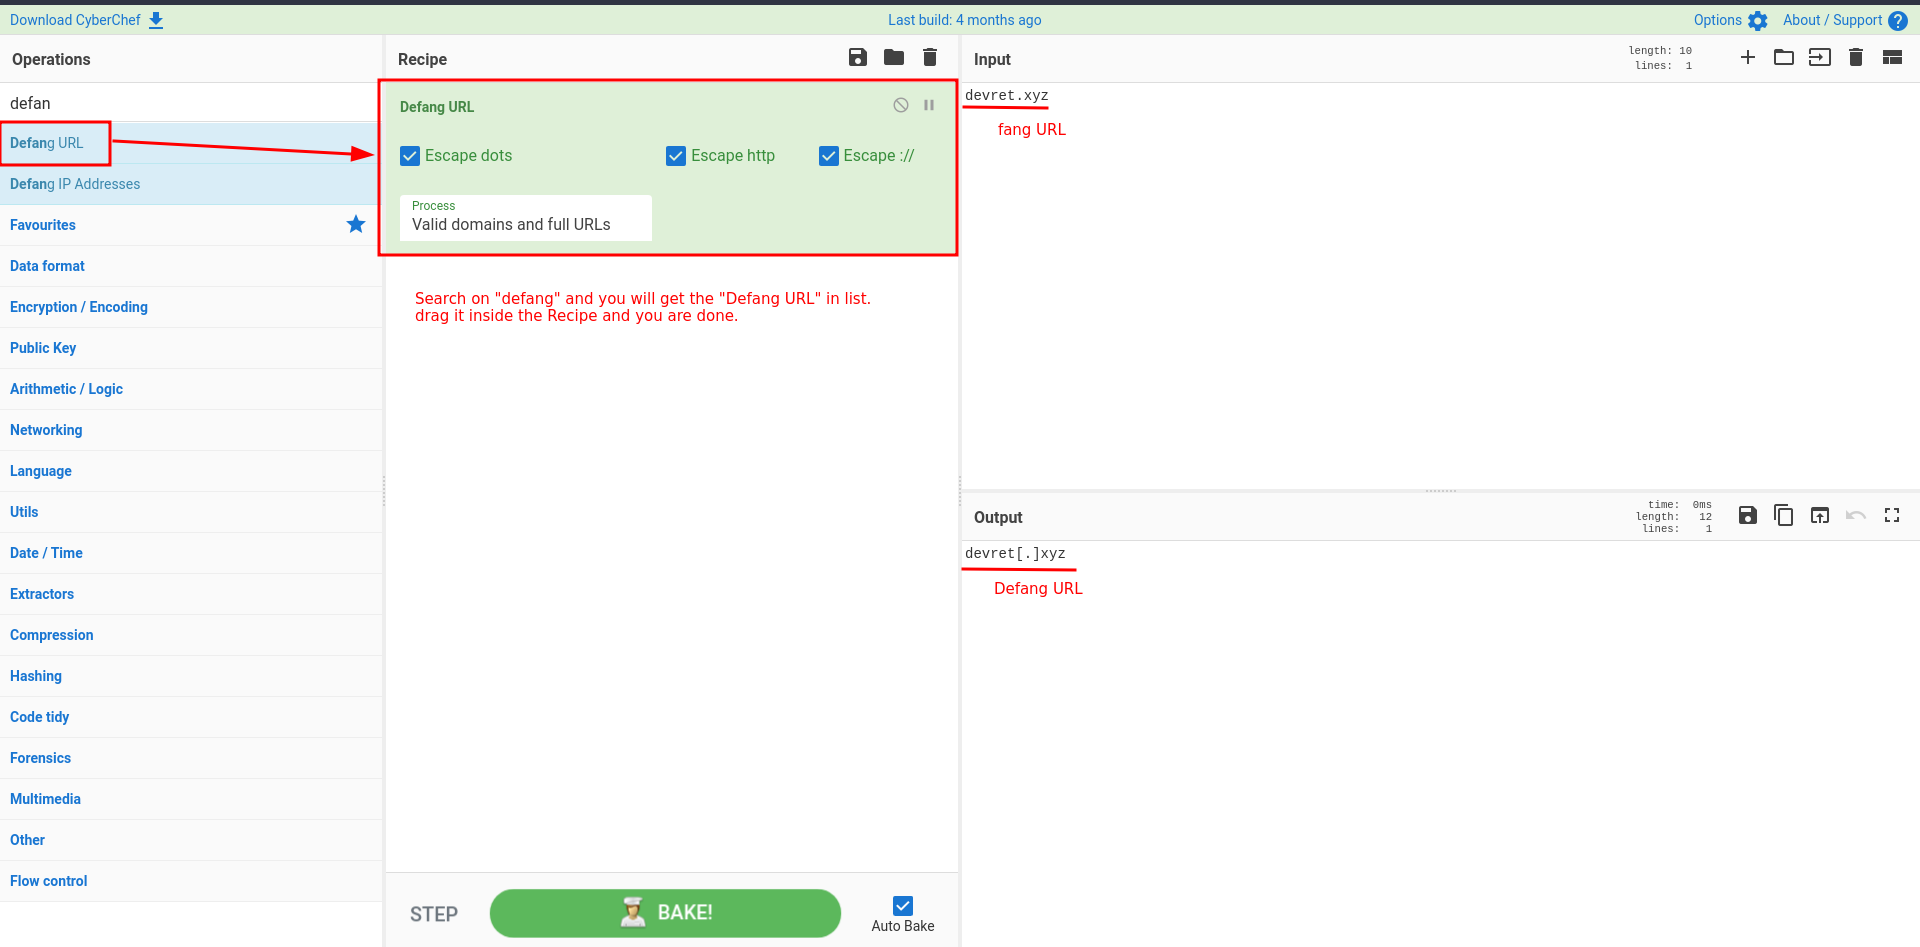 Download CyberChef
Last build: 4 months ago
Options
About / Support
Operations
defan
Defang URL
Defang IP Addresses
Favourites
Data format
Encryption / Encoding
Public Key
Arithmetic / Logic
Networking
Language
Utils
Date / Time
Extractors
Compression
Hashing
Code tidy
Forensics
Multimedia
Other
Flow control
Recipe
Defang URL
Escape dots
Escape http
Escape ://
Process
Valid domains and full URLs
Search on "defang" and you will get the "Defang URL" in list.
drag it inside the Recipe and you are done.
STEP
BAKE!
Auto Bake
Input
length: 10
lines: 1
devret.xyz
fang URL
Output
time: 0ms
length: 12
lines: 1
devret[.]xyz
Defang URL